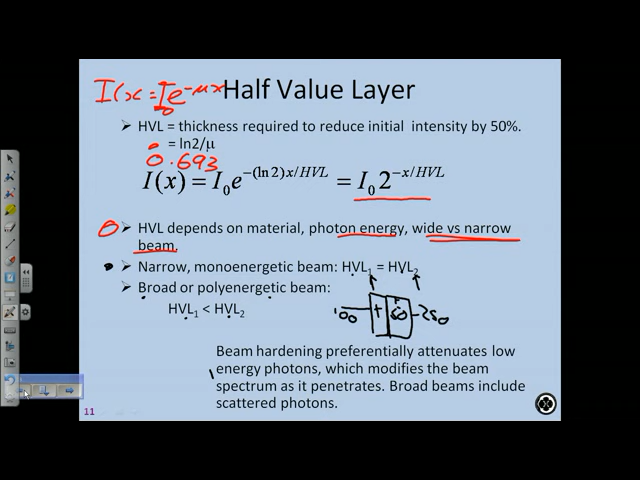 I(x = I₀e^-μx Half Value Layer
➢ HVL = thickness required to reduce initial intensity by 50%.
= ln2/μ
0.693
I(x) = I₀e^−(ln 2)x/HVL = I₀2^−x/HVL
➢ HVL depends on material, photon energy, wide vs narrow
beam.
➢ Narrow, monoenergetic beam: HVL₁ = HVL₂
➢ Broad or polyenergetic beam:
HVL₁ < HVL₂
100 50
Beam hardening preferentially attenuates low
energy photons, which modifies the beam
spectrum as it penetrates. Broad beams include
scattered photons.
11